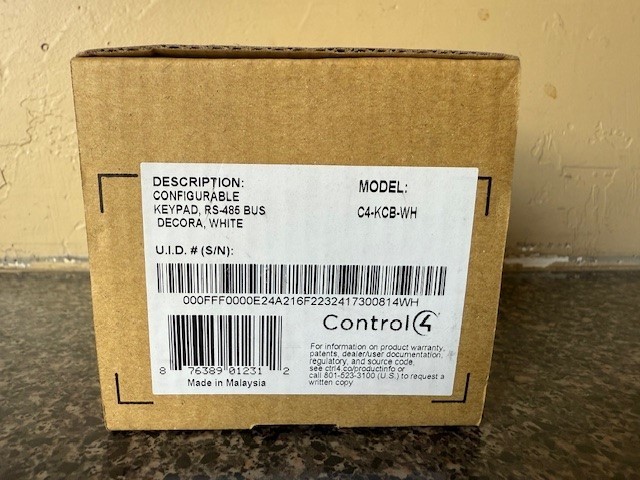 DESCRIPTION:
CONFIGURABLE
KEYPAD, RS-485 BUS
DECORA, WHITE
MODEL:
C4-KCB-WH
U.I.D. # (S/N):
000FFF0000E24A216F2232417300814WH
8 76389 01231 2
Made in Malaysia
Control4
For information on product warranty,
patents, dealer/user documentation,
regulatory, and source code,
see ctrl4.co/productinfo or
call 801-523-3100 (U.S.) to request a
written copy